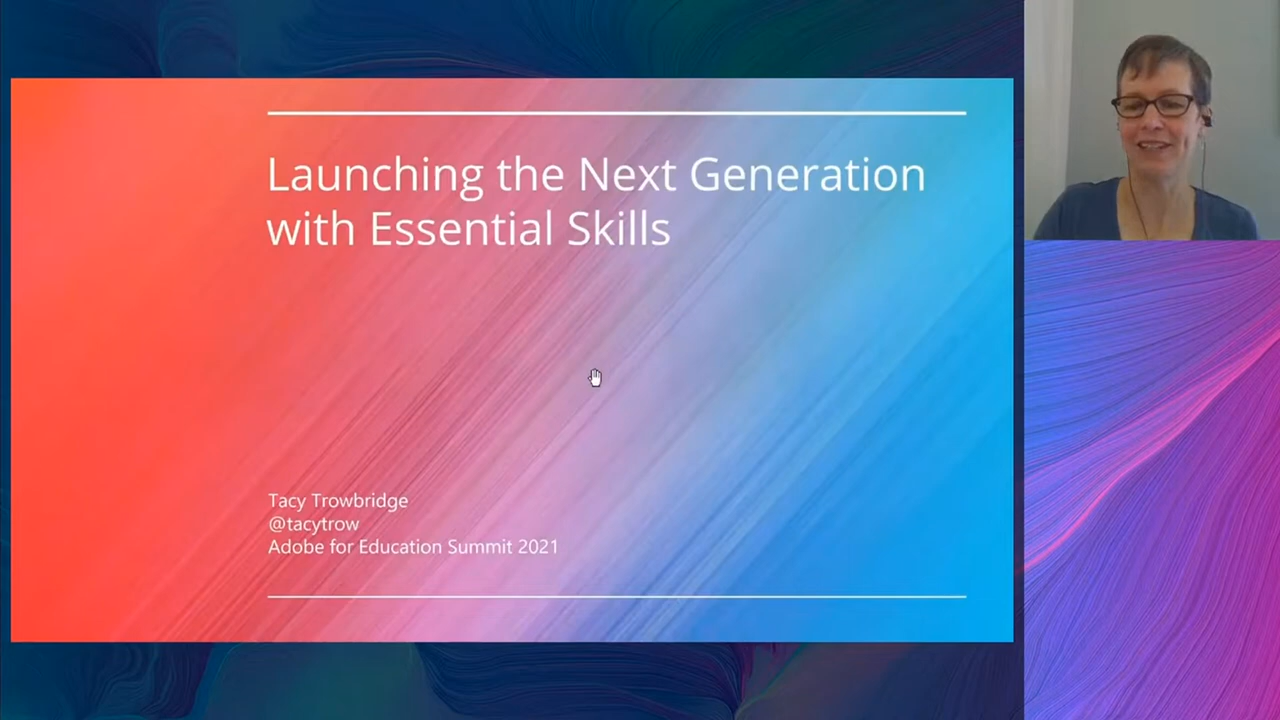 Launching the Next Generation
with Essential Skills
Tacy Trowbridge
@tacytrow
Adobe for Education Summit 2021